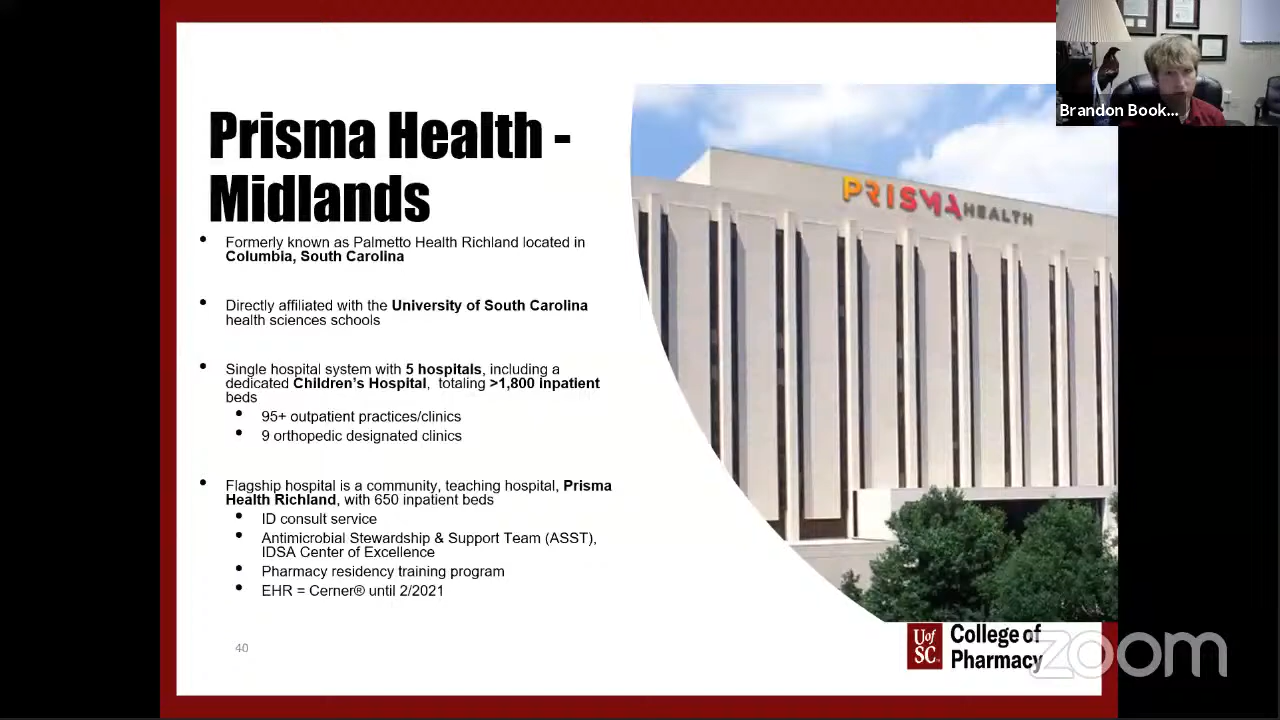 Prisma Health -
Midlands
• Formerly known as Palmetto Health Richland located in
Columbia, South Carolina
• Directly affiliated with the University of South Carolina
health sciences schools
• Single hospital system with 5 hospitals, including a
dedicated Children's Hospital, totaling >1,800 inpatient
beds
• 95+ outpatient practices/clinics
• 9 orthopedic designated clinics
• Flagship hospital is a community, teaching hospital, Prisma
Health Richland, with 650 inpatient beds
• ID consult service
• Antimicrobial Stewardship & Support Team (ASST),
IDSA Center of Excellence
• Pharmacy residency training program
• EHR = Cerner® until 2/2021
40
PRISMA HEALTH
Brandon Book...
UofSC
College of
Pharmacy
zoom